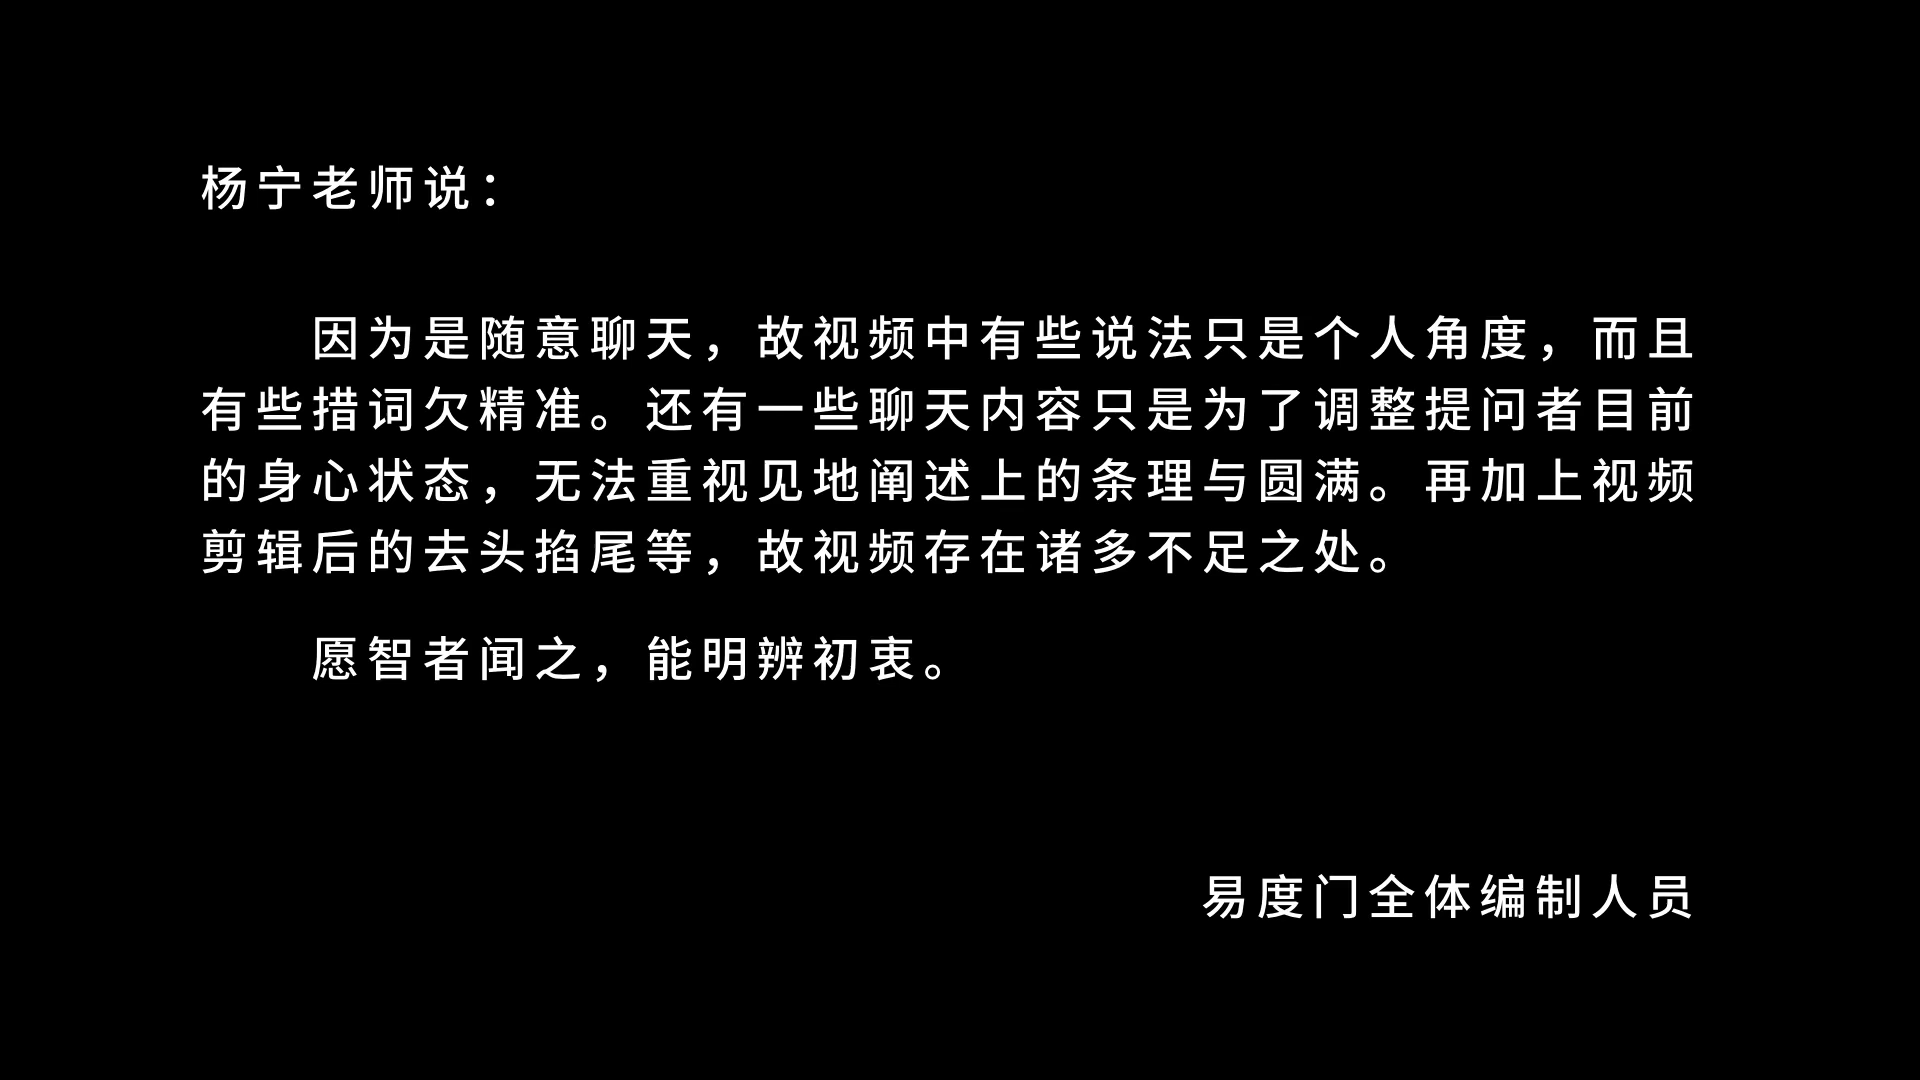 杨宁老师说：
因为是随意聊天，故视频中有些说法只是个人角度，而且
有些措词欠精准。还有一些聊天内容只是为了调整提问者目前
的身心状态，无法重视见地阐述上的条理与圆满。再加上视频
剪辑后的去头掐尾等，故视频存在诸多不足之处。
愿智者闻之，能明辨初衷。
易度门全体编制人员